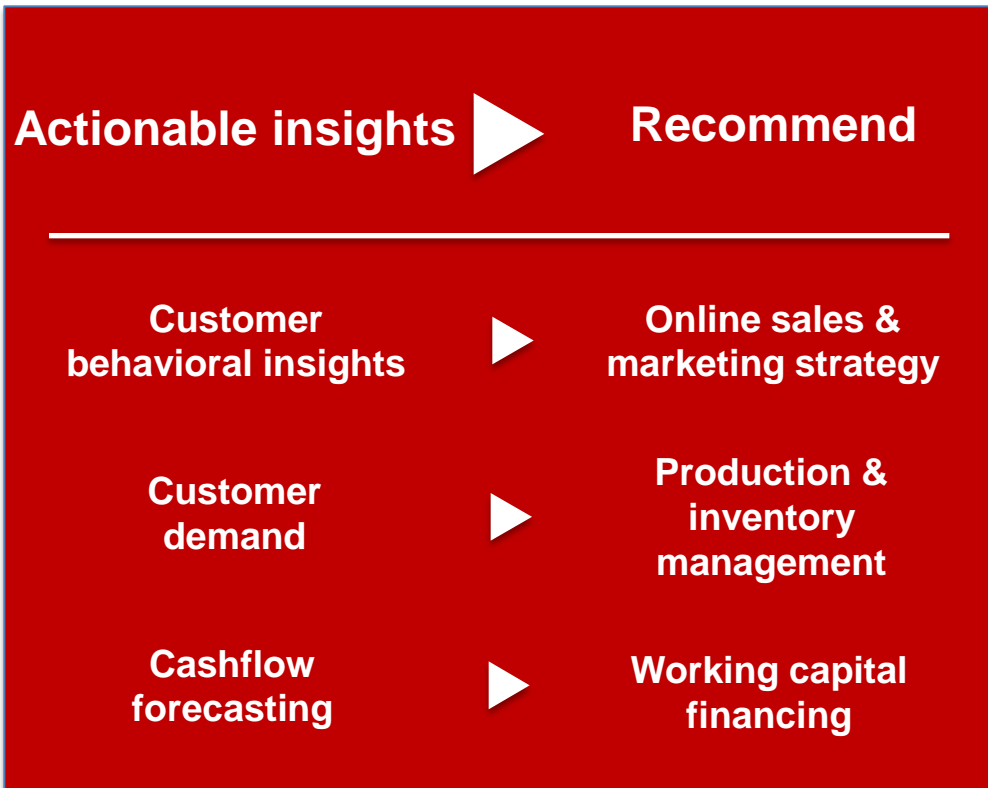 Actionable insights
Recommend
Customer
behavioral insights
Online sales &
marketing strategy
Customer
demand
Production &
inventory
management
Cashflow
forecasting
Working capital
financing